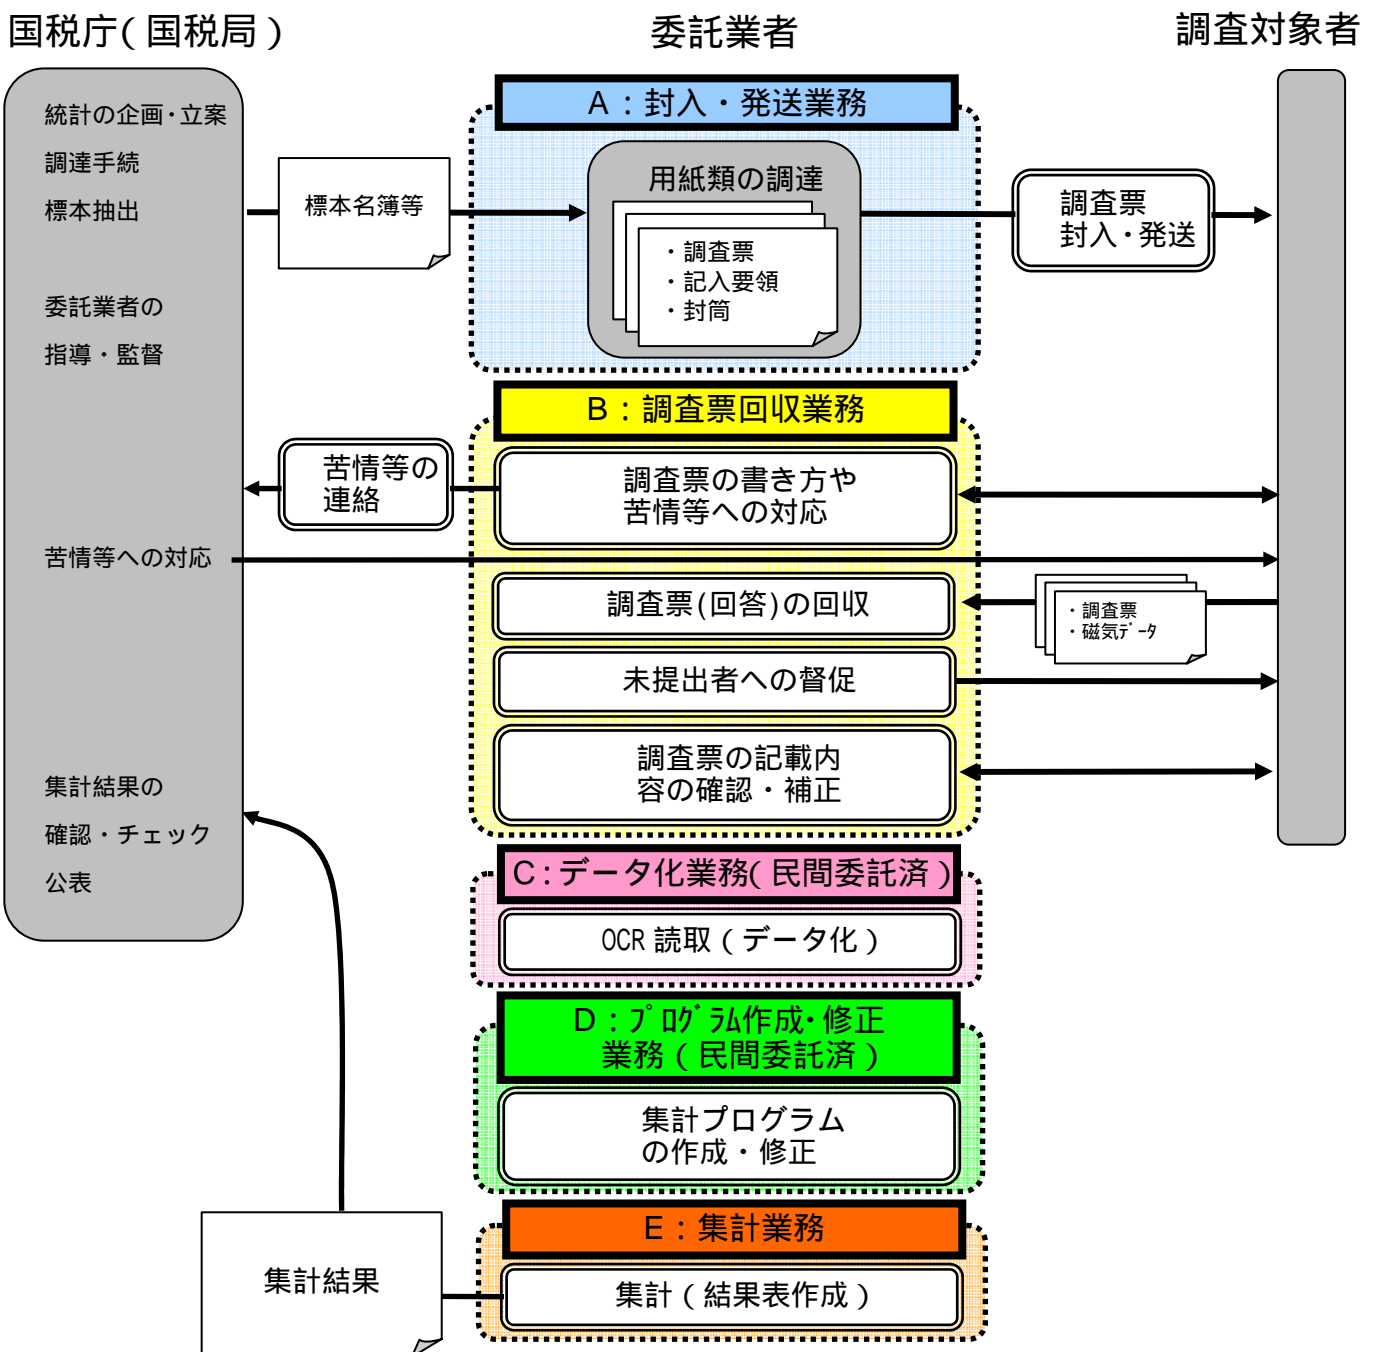 国税庁(国税局)
委託業者
調査対象者
統計の企画・立案
調達手続
標本抽出
委託業者の
指導・監督
苦情等への対応
集計結果の
確認・チェック
公表
標本名簿等
A：封入・発送業務
用紙類の調達
・調査票
・記入要領
・封筒
調査票
封入・発送
B：調査票回収業務
苦情等の
連絡
調査票の書き方や
苦情等への対応
調査票(回答)の回収
・調査票
・磁気ﾃﾞｰﾀ
未提出者への督促
調査票の記載内
容の確認・補正
C：データ化業務(民間委託済)
OCR読取(データ化)
D：ﾌﾟﾛｸﾞﾗﾑ作成・修正
業務(民間委託済)
集計プログラム
の作成・修正
E：集計業務
集計(結果表作成)
集計結果